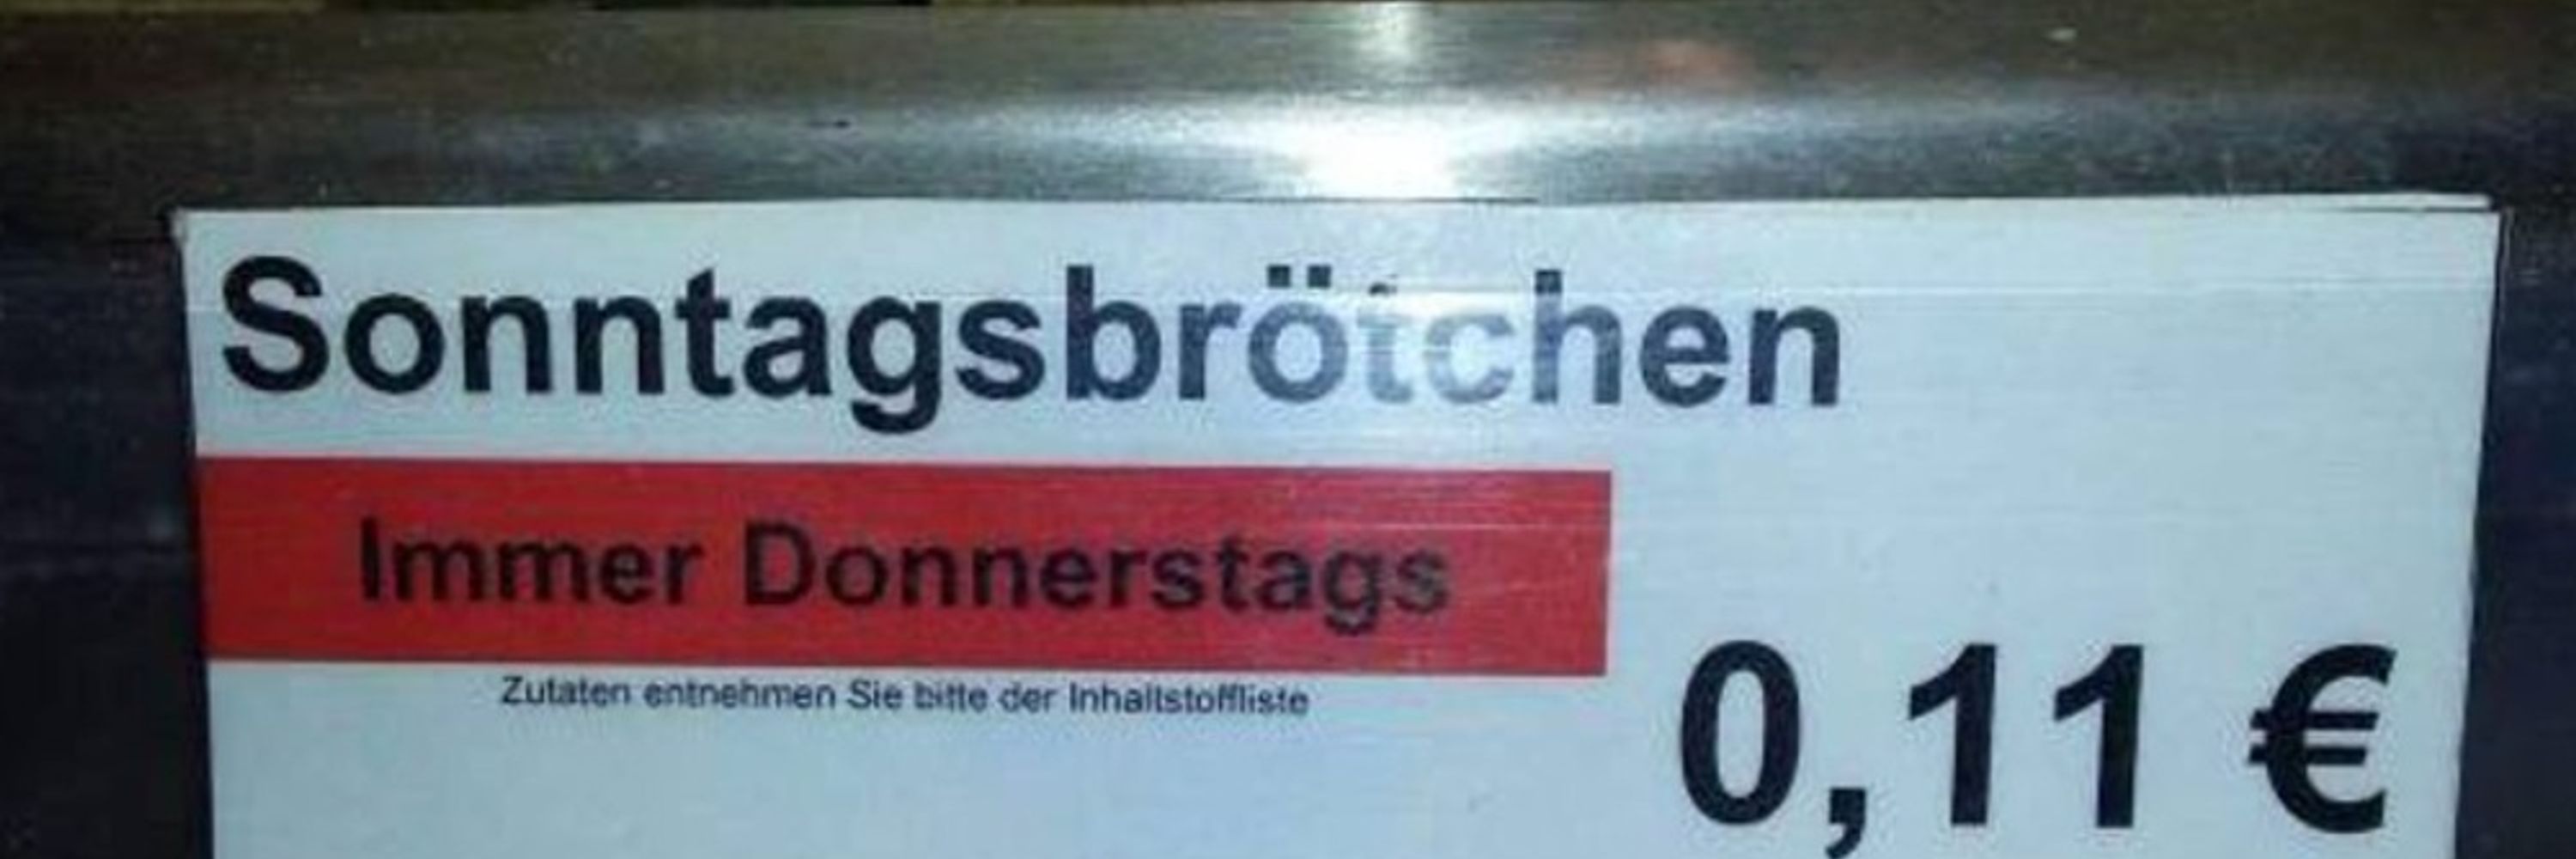 Sonntagsbrötchen
Immer Donnerstags
Zutaten entnehmen Sie bitte der Inhaltstoffliste
0,11 €